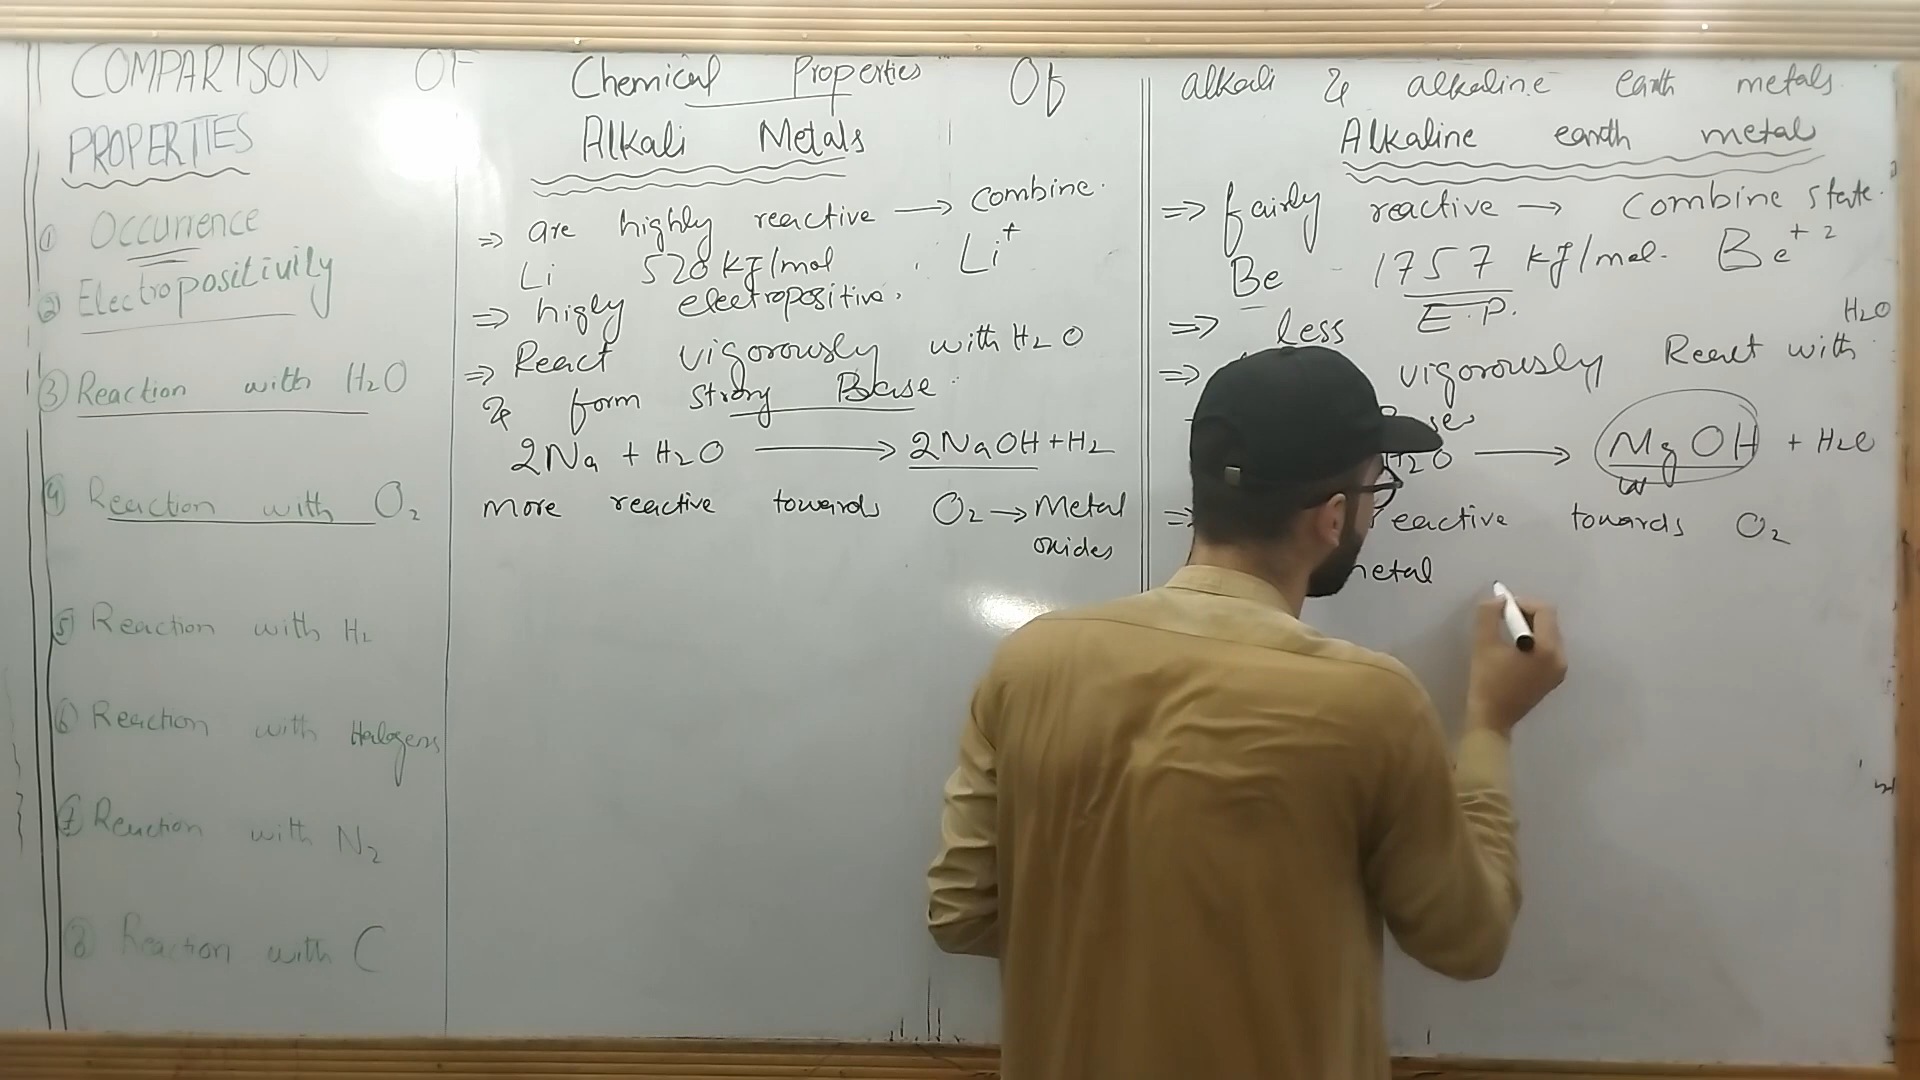 COMPARISON OF Chemical Properties Of alkali & alkaline earth metals
PROPERTIES
Alkali Metals
Alkaline earth metal
① Occurrence
② Electropositivity
③ Reaction with H2O
④ Reaction with O2
⑤ Reaction with H2
⑥ Reaction with Halogens
⑦ Reaction with N2
⑧ Reaction with C
⇒ are highly reactive → combine.
Li 520 kJ/mol. Li+
⇒ higly electropositive.
⇒ React vigorously with H2O
& form strong Base.
2Na + H2O → 2NaOH + H2
more reactive towards O2 → Metal
oxides
⇒ fairly reactive → Combine state.
Be - 1757 kJ/mol. Be+2
⇒ less E.P.
H2O
⇒ vigorously React with
H2O → MgOH + H2O
w
⇒ reactive towards O2
metal